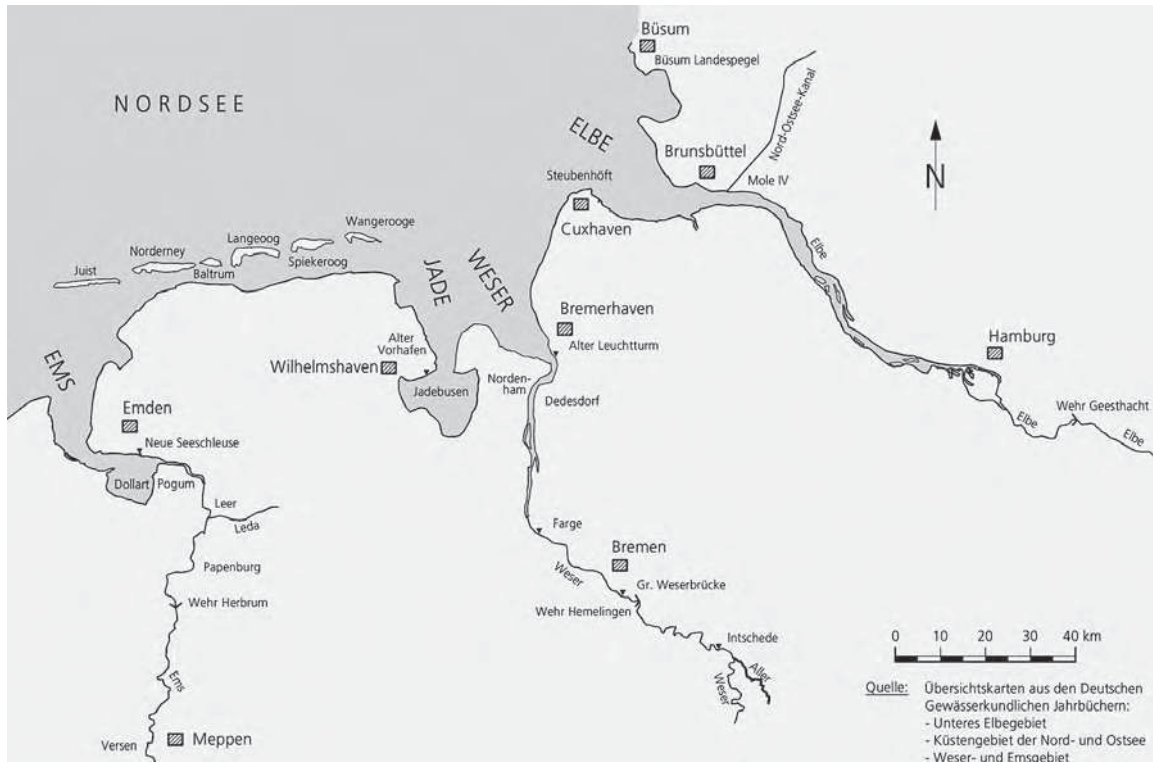 Büsum
Büsum Landespegel
NORDSEE
Nord-Ostsee-Kanal
ELBE
Brunsbüttel
Mole IV
N
Steubenhöft
Cuxhaven
Elbe
Wangerooge
Langeoog
Norderney
Spiekeroog
Baltrum
Juist
JADE
WESER
Bremerhaven
Alter Leuchtturm
Hamburg
Alter
Vorhafen
Wilhelmshaven
Jadebusen
Norden-
ham
Dedesdorf
EMS
Emden
Neue Seeschleuse
Wehr Geesthacht
Elbe
Elbe
Dollart
Pogum
Leer
Leda
Farge
Bremen
Weser
Gr. Weserbrücke
Papenburg
Wehr Herbrum
Wehr Hemelingen
Intschede
Aller
Weser
Ems
Versen
Meppen
0 10 20 30 40 km
Quelle: Übersichtskarten aus den Deutschen
Gewässerkundlichen Jahrbüchern:
- Unteres Elbegebiet
- Küstengebiet der Nord- und Ostsee
- Weser- und Emsgebiet